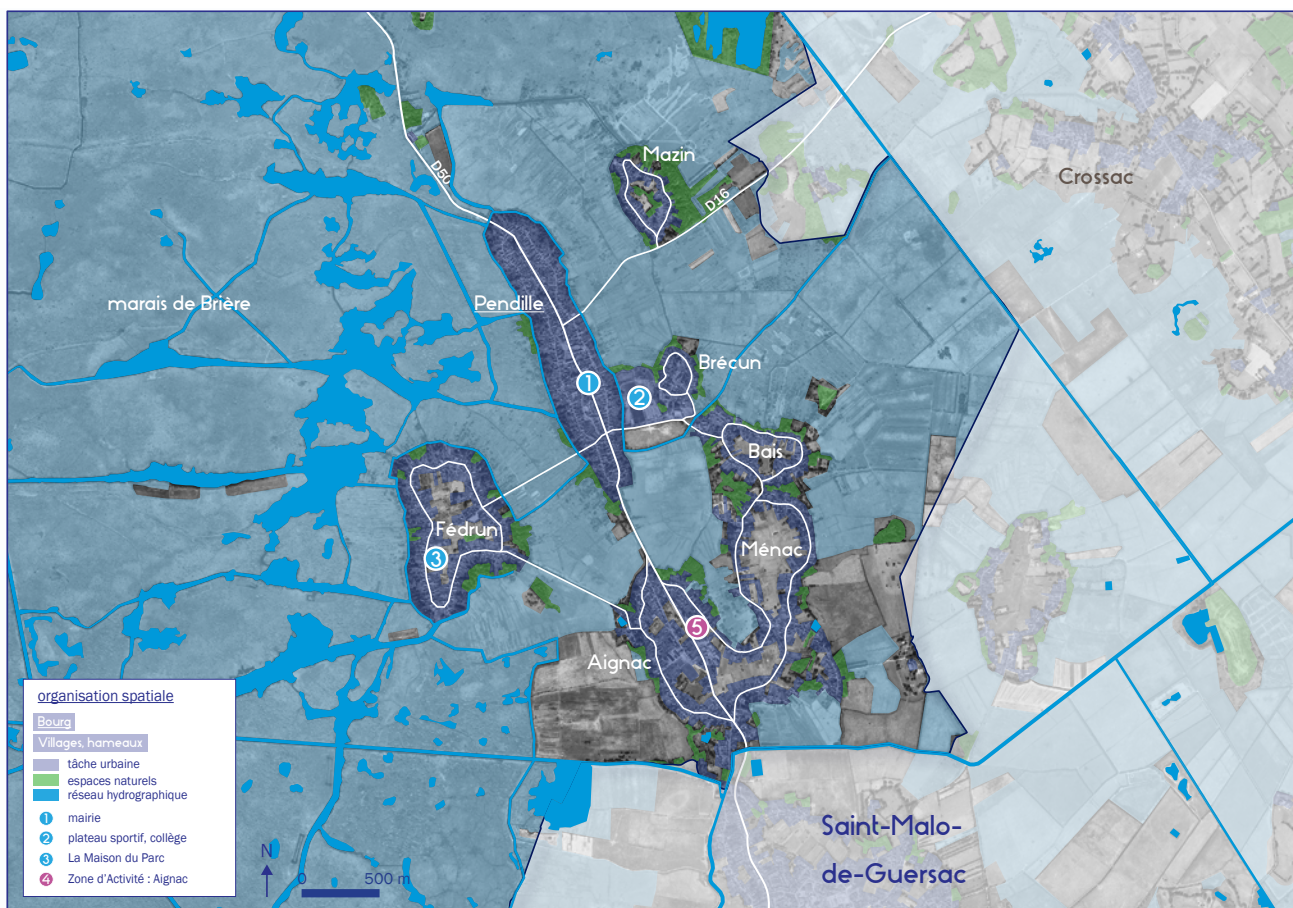 Mazin
Crossac
D50
D16
marais de Brière
Pendille
Brécun
1
2
Bais
Fédrun
Ménac
3
5
Aignac
organisation spatiale
Bourg
Villages, hameaux
tâche urbaine
espaces naturels
réseau hydrographique
1 mairie
2 plateau sportif, collège
3 La Maison du Parc
4 Zone d'Activité : Aignac
N
0 500 m
Saint-Malo-
de-Guersac